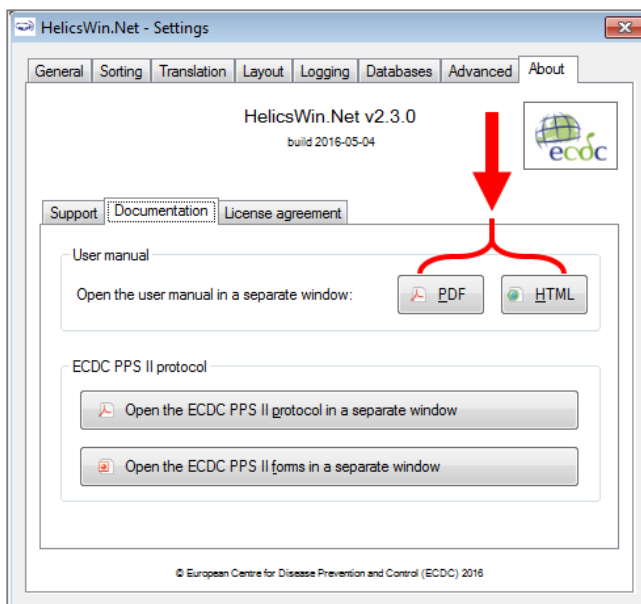 HelicsWin.Net - Settings
General Sorting Translation Layout Logging Databases Advanced About
HelicsWin.Net v2.3.0
build 2016-05-04
ecdc
Support Documentation License agreement
User manual
Open the user manual in a separate window: PDF HTML
ECDC PPS II protocol
Open the ECDC PPS II protocol in a separate window
Open the ECDC PPS II forms in a separate window
© European Centre for Disease Prevention and Control (ECDC) 2016